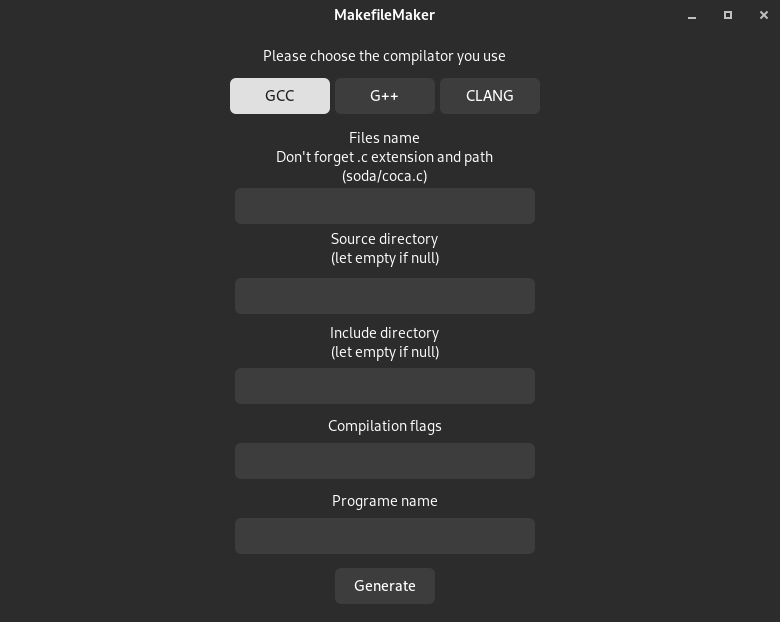 MakefileMaker
Please choose the compilator you use
GCC G++ CLANG
Files name
Don't forget .c extension and path
(soda/coca.c)
Source directory
(let empty if null)
Include directory
(let empty if null)
Compilation flags
Programe name
Generate